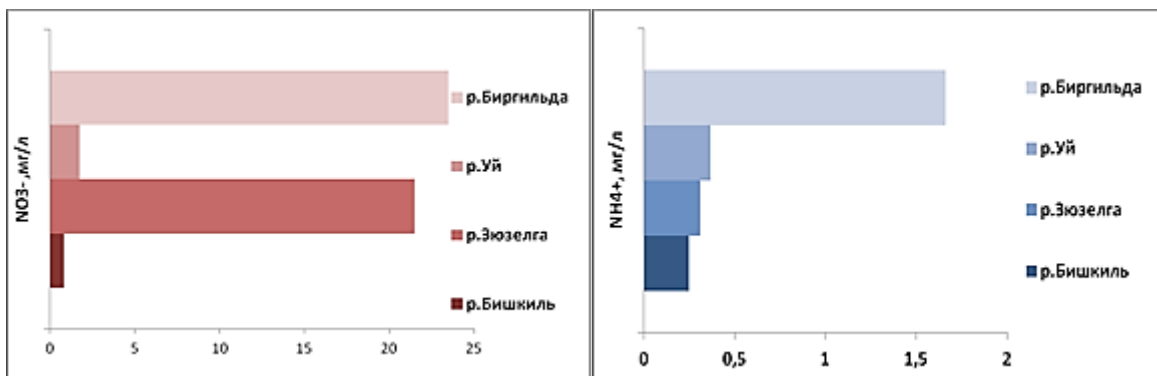 NO3- ,мг/л
р.Биргильда
р.Уй
р.Зюзелга
р.Бишкиль
0
5
10
15
20
25
NH4+, мг/л
р.Биргильда
р.Уй
р.Зюзелга
р.Бишкиль
0
0,5
1
1,5
2